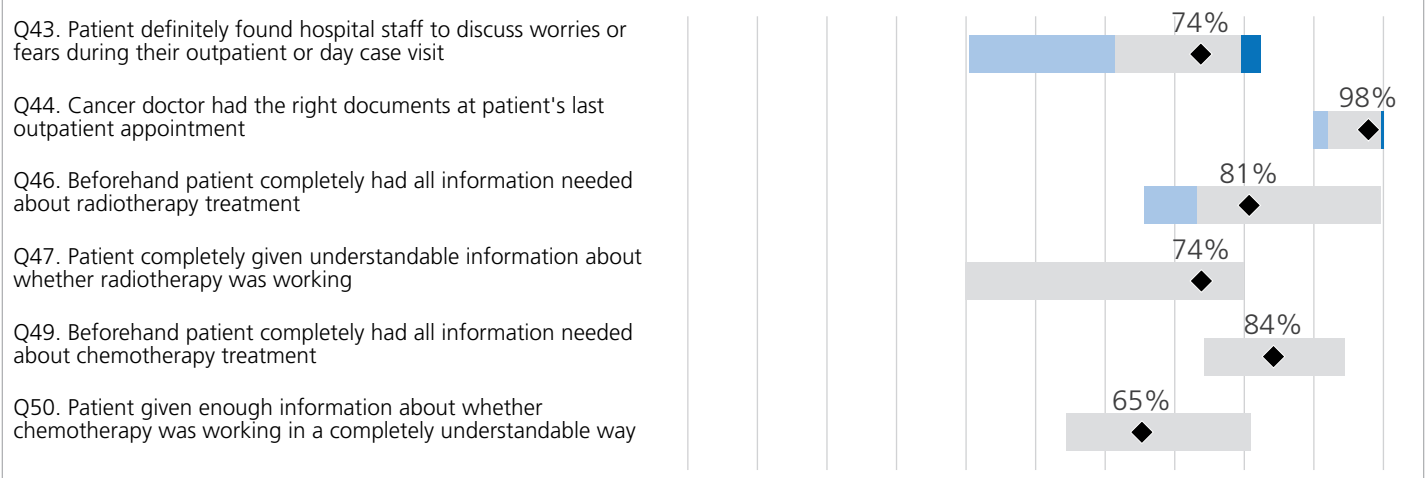 Q43. Patient definitely found hospital staff to discuss worries or
fears during their outpatient or day case visit
74%
Q44. Cancer doctor had the right documents at patient's last
outpatient appointment
98%
Q46. Beforehand patient completely had all information needed
about radiotherapy treatment
81%
Q47. Patient completely given understandable information about
whether radiotherapy was working
74%
Q49. Beforehand patient completely had all information needed
about chemotherapy treatment
84%
Q50. Patient given enough information about whether
chemotherapy was working in a completely understandable way
65%